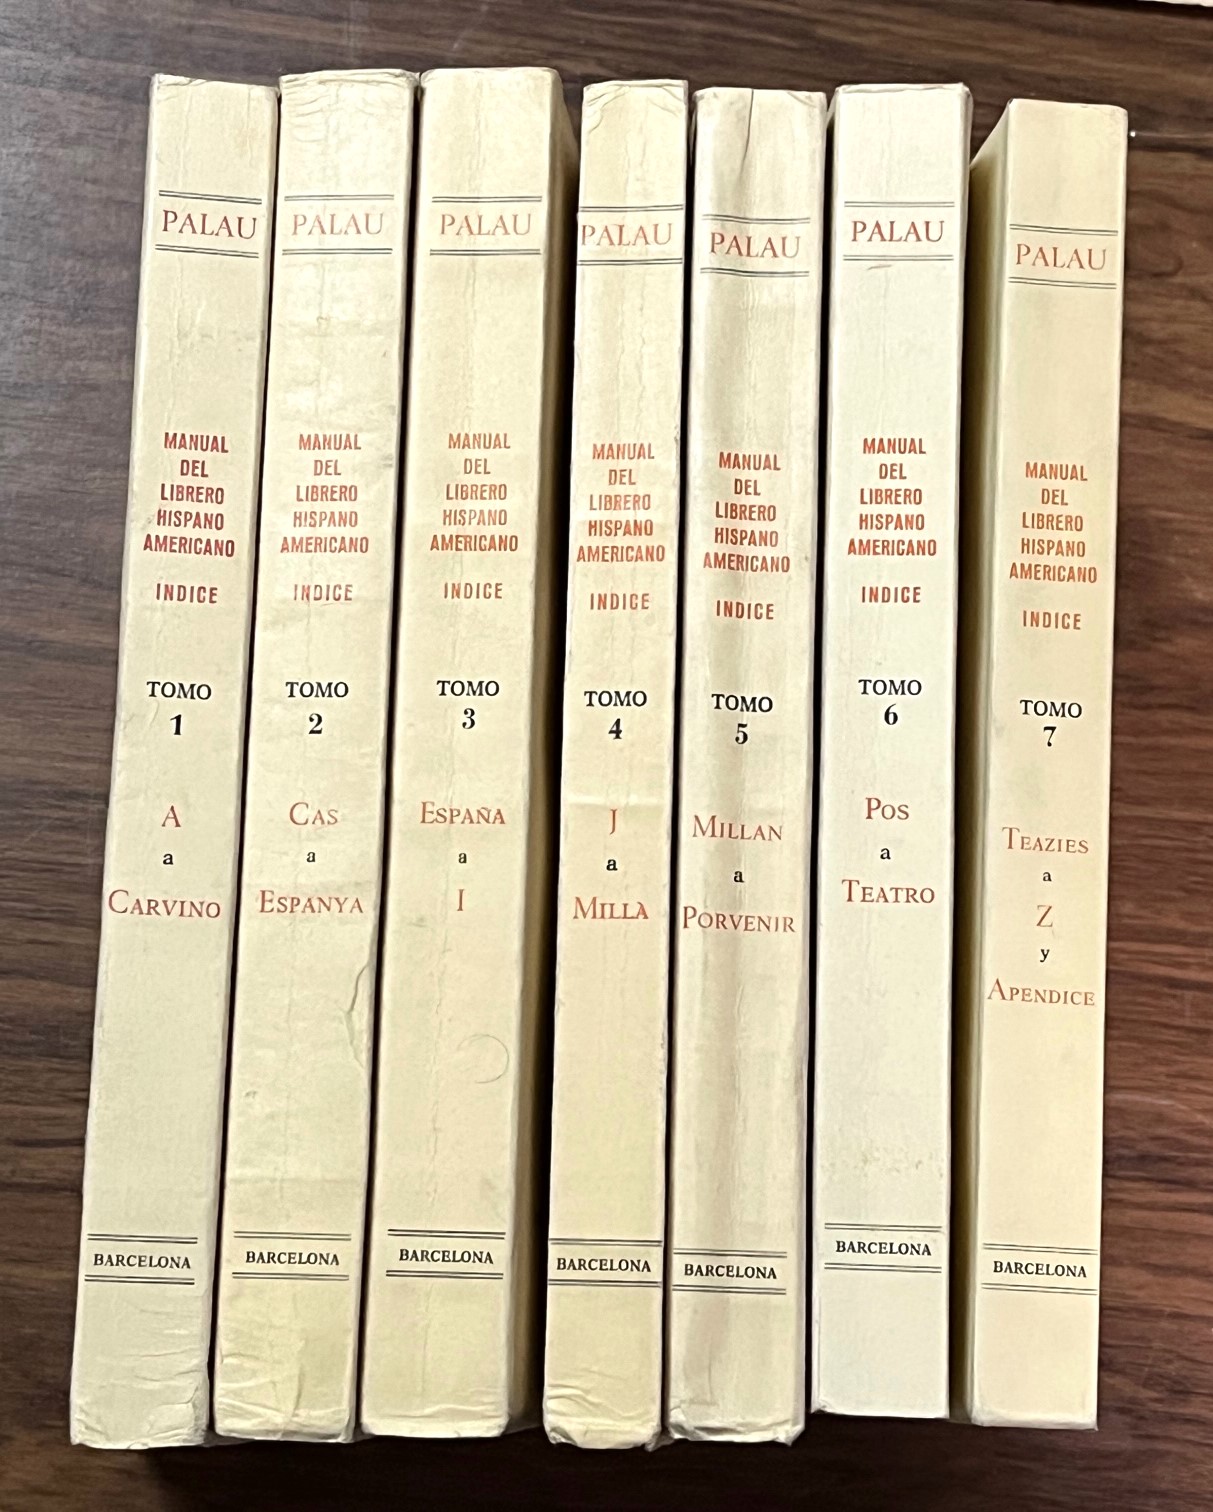 PALAU
MANUAL
DEL
LIBRERO
HISPANO
AMERICANO
INDICE
TOMO
1
A
a
CARVINO
BARCELONA
PALAU
MANUAL
DEL
LIBRERO
HISPANO
AMERICANO
INDICE
TOMO
2
CAS
a
ESPANYA
BARCELONA
PALAU
MANUAL
DEL
LIBRERO
HISPANO
AMERICANO
INDICE
TOMO
3
ESPAÑA
a
I
BARCELONA
PALAU
MANUAL
DEL
LIBRERO
HISPANO
AMERICANO
INDICE
TOMO
4
J
a
MILLÀ
BARCELONA
PALAU
MANUAL
DEL
LIBRERO
HISPANO
AMERICANO
INDICE
TOMO
5
MILLAN
a
PORVENIR
BARCELONA
PALAU
MANUAL
DEL
LIBRERO
HISPANO
AMERICANO
INDICE
TOMO
6
POS
a
TEATRO
BARCELONA
PALAU
MANUAL
DEL
LIBRERO
HISPANO
AMERICANO
INDICE
TOMO
7
TEAZIES
a
Z
y
APENDICE
BARCELONA